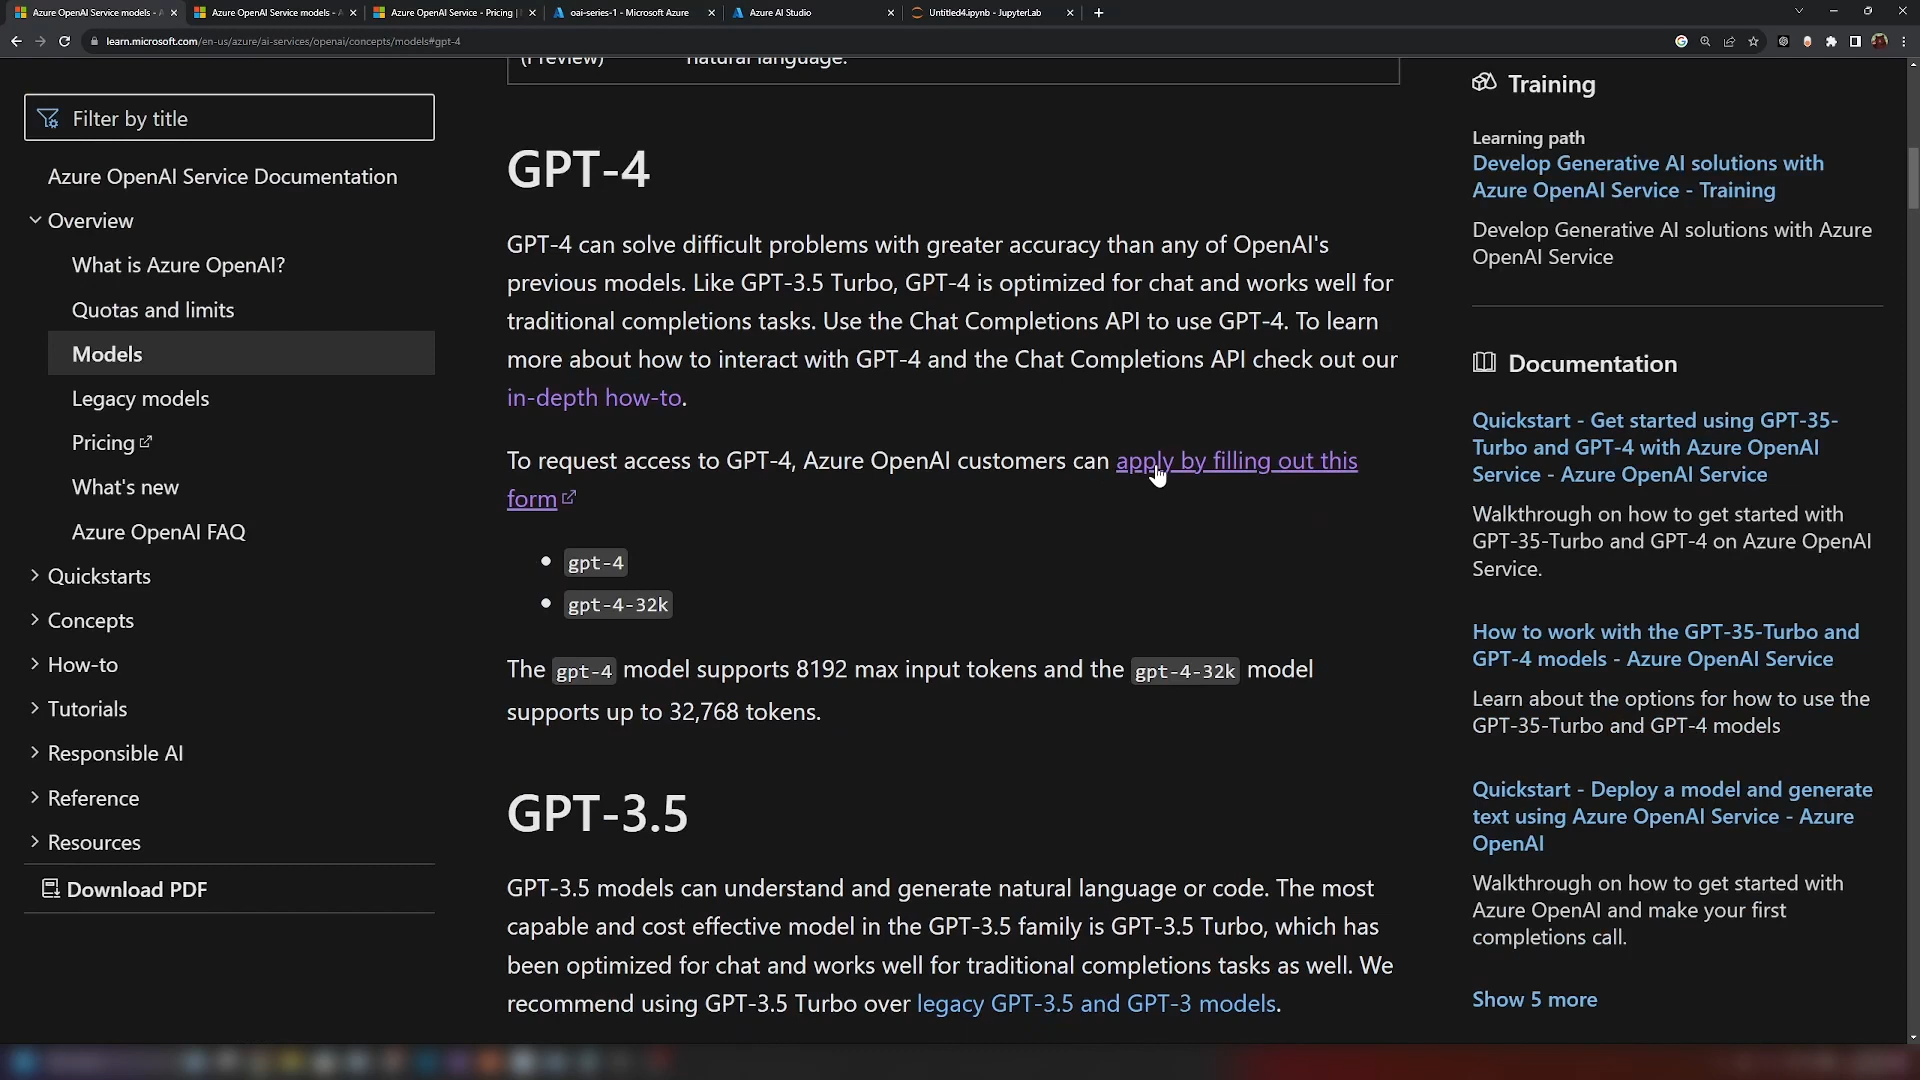 Azure OpenAI Service models -
Azure OpenAI Service models -
Azure OpenAI Service - Pricing |
oai-series-1 - Microsoft Azure
Azure AI Studio
Untitled4.ipynb - JupyterLab
learn.microsoft.com/en-us/azure/ai-services/openai/concepts/models#gpt-4
Filter by title
Azure OpenAI Service Documentation
Overview
What is Azure OpenAI?
Quotas and limits
Models
Legacy models
Pricing
What's new
Azure OpenAI FAQ
Quickstarts
Concepts
How-to
Tutorials
Responsible AI
Reference
Resources
Download PDF
(Preview) natural language.
GPT-4
GPT-4 can solve difficult problems with greater accuracy than any of OpenAI's
previous models. Like GPT-3.5 Turbo, GPT-4 is optimized for chat and works well for
traditional completions tasks. Use the Chat Completions API to use GPT-4. To learn
more about how to interact with GPT-4 and the Chat Completions API check out our
in-depth how-to.
To request access to GPT-4, Azure OpenAI customers can apply by filling out this
form
• gpt-4
• gpt-4-32k
The gpt-4 model supports 8192 max input tokens and the gpt-4-32k model
supports up to 32,768 tokens.
GPT-3.5
GPT-3.5 models can understand and generate natural language or code. The most
capable and cost effective model in the GPT-3.5 family is GPT-3.5 Turbo, which has
been optimized for chat and works well for traditional completions tasks as well. We
recommend using GPT-3.5 Turbo over legacy GPT-3.5 and GPT-3 models.
Training
Learning path
Develop Generative AI solutions with
Azure OpenAI Service - Training
Develop Generative AI solutions with Azure
OpenAI Service
Documentation
Quickstart - Get started using GPT-35-
Turbo and GPT-4 with Azure OpenAI
Service - Azure OpenAI Service
Walkthrough on how to get started with
GPT-35-Turbo and GPT-4 on Azure OpenAI
Service.
How to work with the GPT-35-Turbo and
GPT-4 models - Azure OpenAI Service
Learn about the options for how to use the
GPT-35-Turbo and GPT-4 models
Quickstart - Deploy a model and generate
text using Azure OpenAI Service - Azure
OpenAI
Walkthrough on how to get started with
Azure OpenAI and make your first
completions call.
Show 5 more